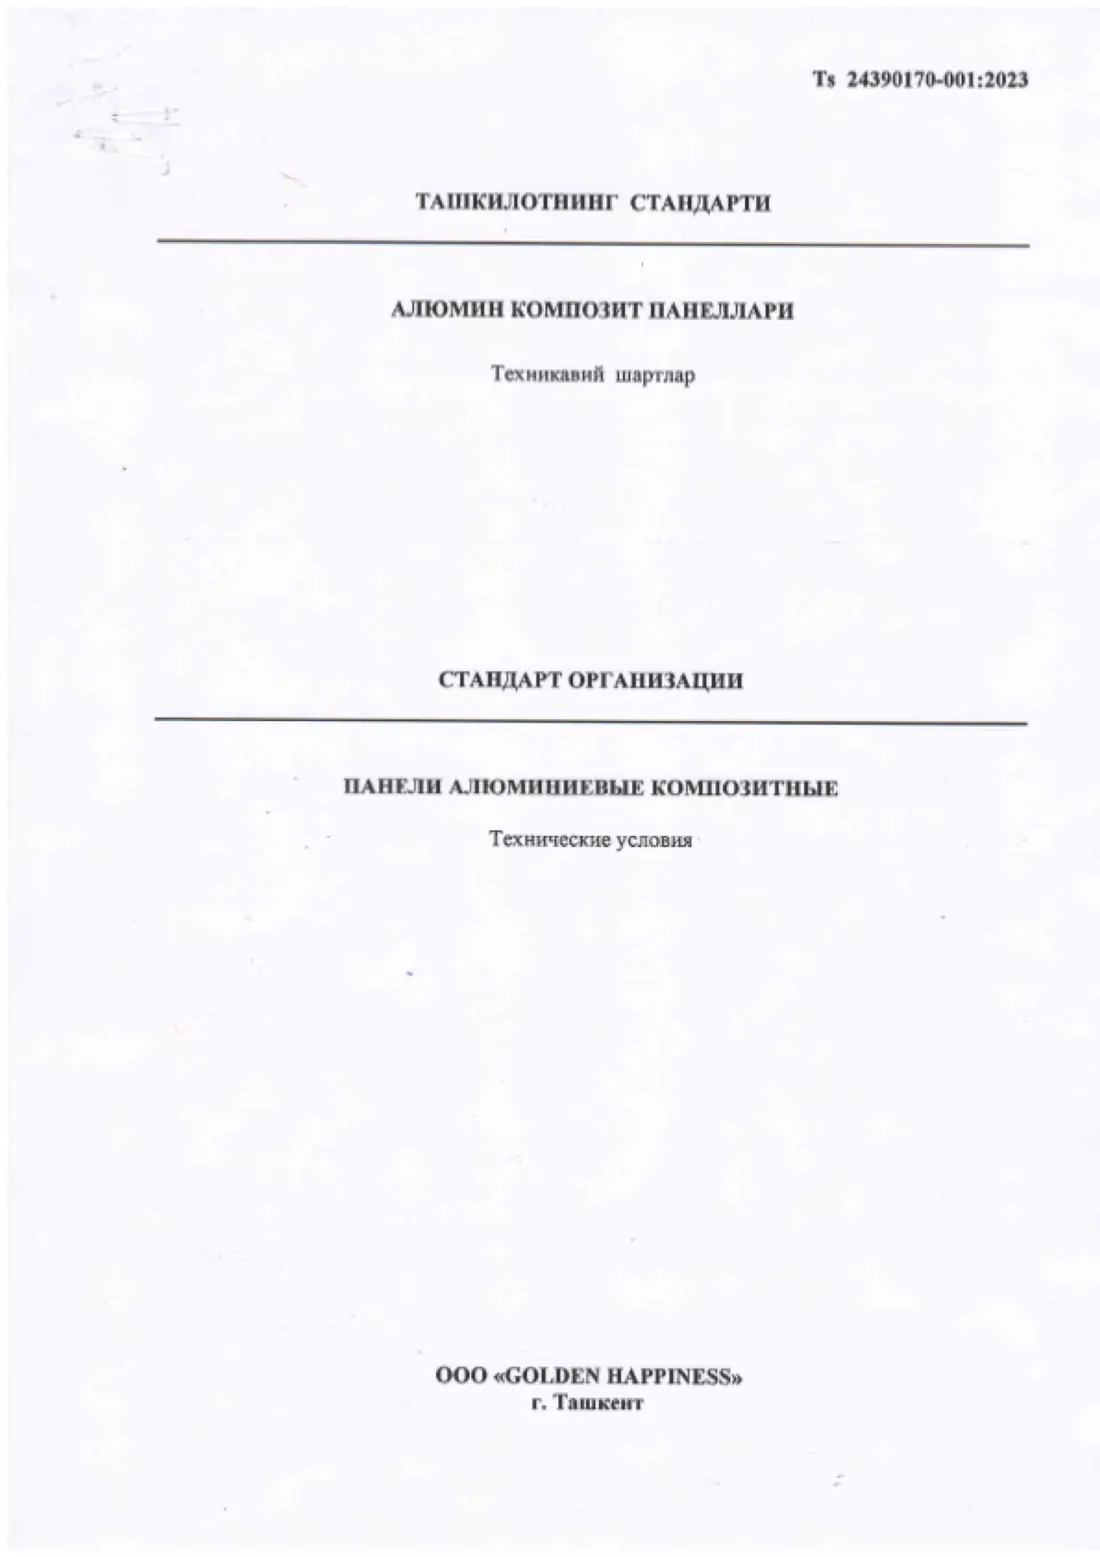 Ts 24390170-001:2023
ТАШКИЛОТНИНГ СТАНДАРТИ
АЛЮМИН КОМПОЗИТ ПАНЕЛЛАРИ
Техникавий шартлар
СТАНДАРТ ОРГАНИЗАЦИИ
ПАНЕЛИ АЛЮМИНИЕВЫЕ КОМПОЗИТНЫЕ
Технические условия
ООО «GOLDEN HAPPINESS»
г. Ташкент